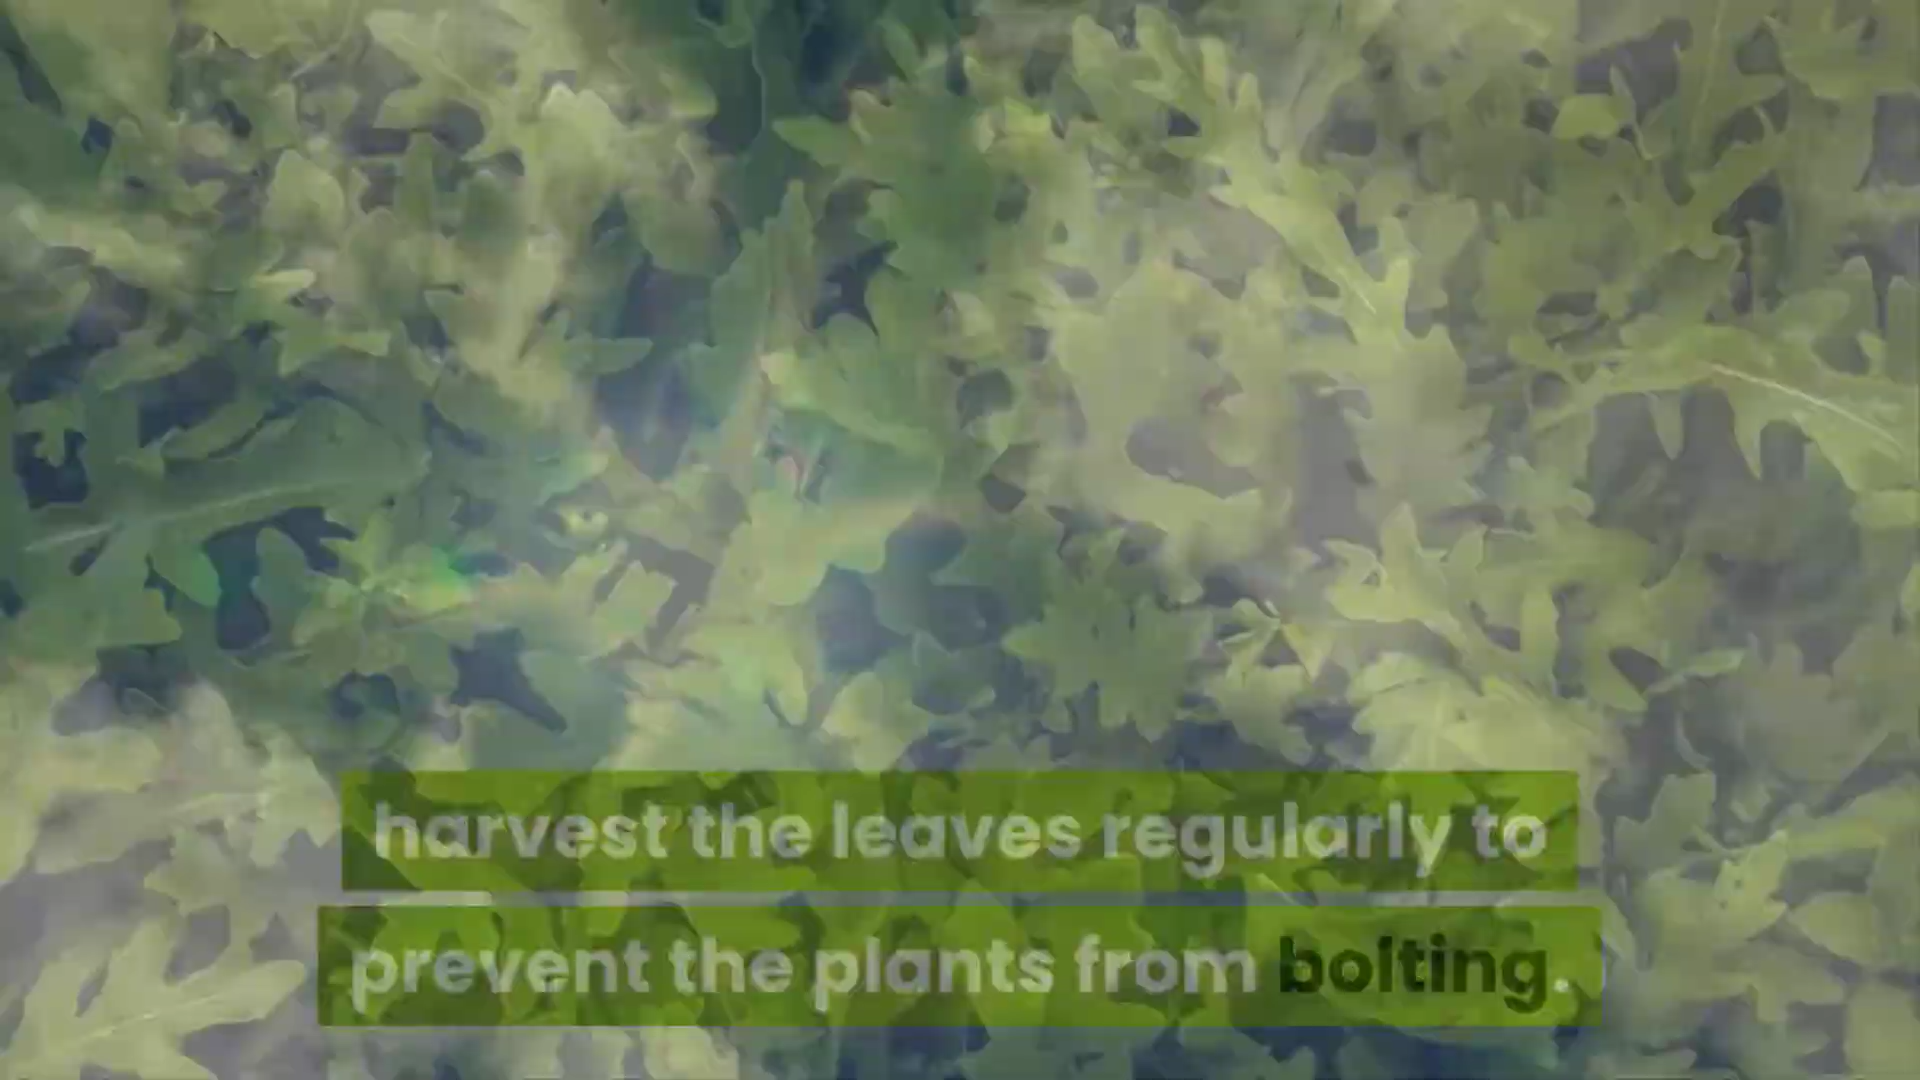 harvest the leaves regularly to
prevent the plants from bolting.